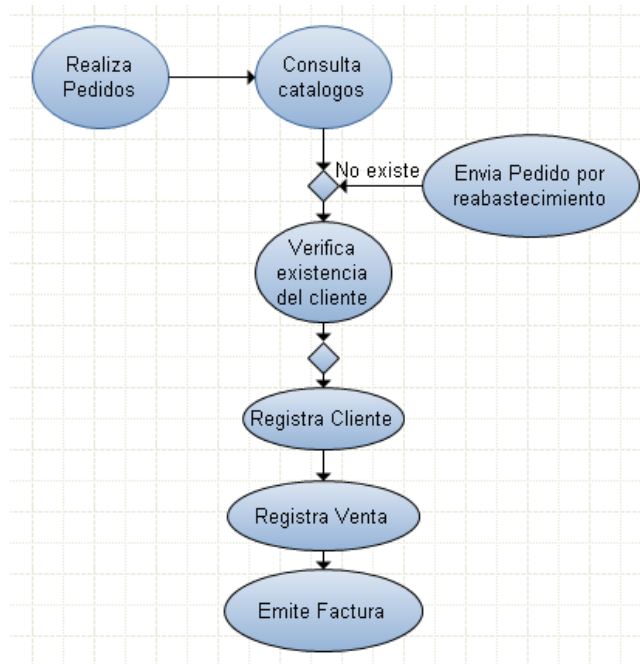 Realiza
Pedidos
Consulta
catalogos
No existe
Envia Pedido por
reabastecimiento
Verifica
existencia
del cliente
Registra Cliente
Registra Venta
Emite Factura